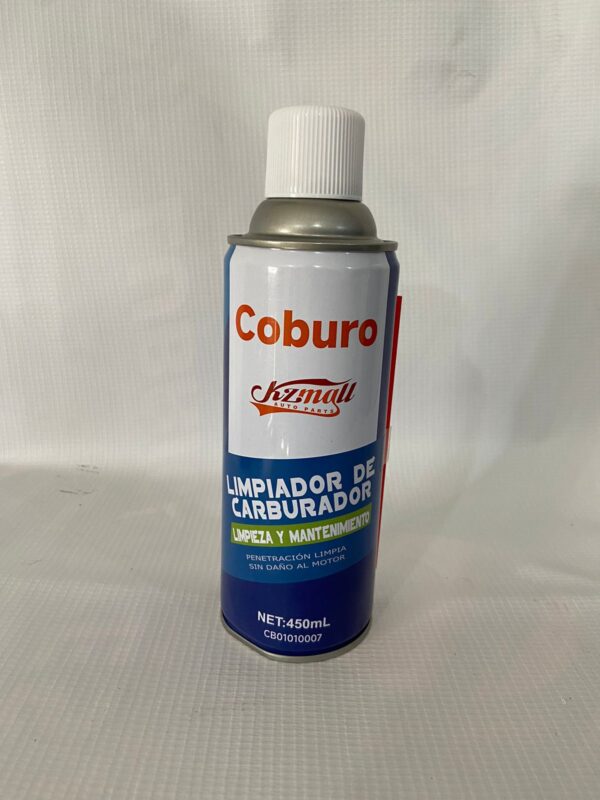 Coburo
Kzmall
AUTO PARTS
LIMPIADOR DE
CARBURADOR
LIMPIEZA Y MANTENIMIENTO
PENETRACIÓN LIMPIA
SIN DAÑO AL MOTOR
NET:450mL
CB01010007